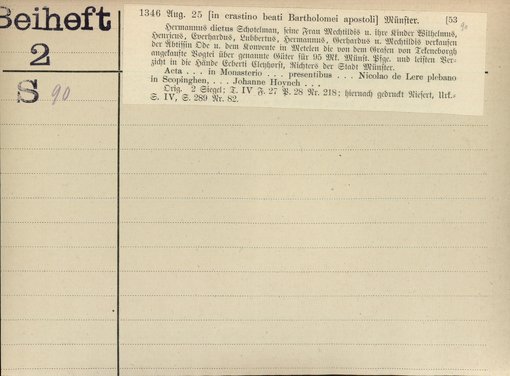 Beiheft
2
S 90
1346 Aug. 25 [in crastino beati Bartholomei apostoli] Münster. [53
90
Hermannus dictus Schotelman, seine Frau Mechtildis u. ihre Kinder Wilhelmus,
Henricus, Everhardus, Lubbertus, Hermannus, Gerhardus u. Mechtildis verkaufen
der Äbtissin Ode u. dem Konvente in Metelen die von dem Grafen von Tekeneborgh
angekaufte Vogtei über genannte Güter für 95 Mk. Münst. Pfge. und leisten Ver-
zicht in die Hände Everti Richters der Stadt Münster.
Acta . . . in Monasterio . . . presentibus . . . Nicolao de Lere plebano
in Scopinghen, . . . Johanne Hoynch . . .
Orig. 2 Siegel; T. IV F. 27 P. 28 Nr. 218; hiernach gedruckt Niesert, Urk.-
S. IV, S. 289 Nr. 82.